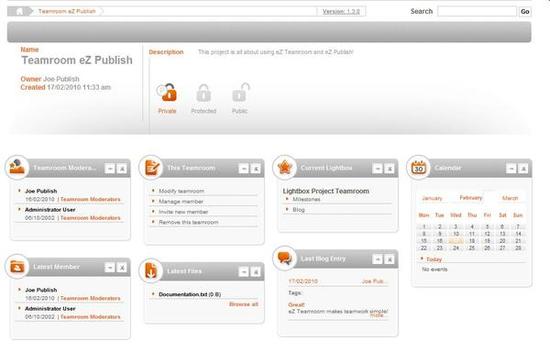 Teamroom eZ Publish
Version: 1.3.0
Search
Go
Name
Teamroom eZ Publish
Owner Joe Publish
Created 17/02/2010 11:33 am
Description
This project is all about using eZ Teamroom and eZ Publish!
Private Protected Public
Teamroom Modera...
Joe Publish
16/02/2010 | Teamroom Moderators
Administrator User
06/10/2002 | Teamroom Moderators
This Teamroom
Modify teamroom
Manage member
Invite new member
Remove this teamroom
Current Lightbox
Lightbox Project Teamroom
Milestones
Blog
30
Calendar
January February March
Mon Tue Wed Thu Fri Sat Sun
1 2 3 4 5 6 7
8 9 10 11 12 13 14
15 16 17 18 19 20 21
22 23 24 25 26 27 28
Today
No events
Latest Member
Joe Publish
16/02/2010 | Teamroom Moderators
Administrator User
06/10/2002 | Teamroom Moderators
Latest Files
Documentation.txt (0 B)
Browse all
Last Blog Entry
17/02/2010 Joe Pub...
Tags:
Great!
eZ Teamroom makes teamwork simple!
more...